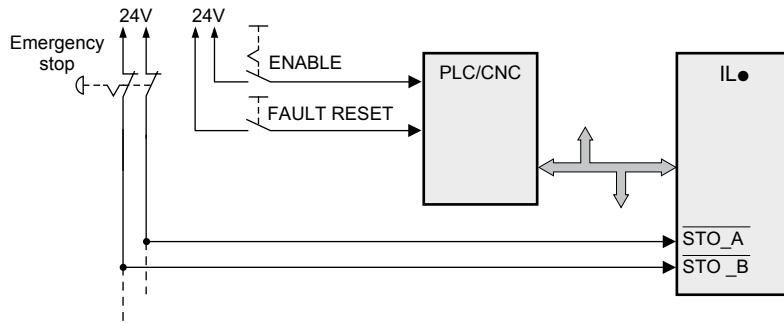 24V
24V
Emergency
stop
ENABLE
FAULT RESET
PLC/CNC
IL●
STO_A
STO _B